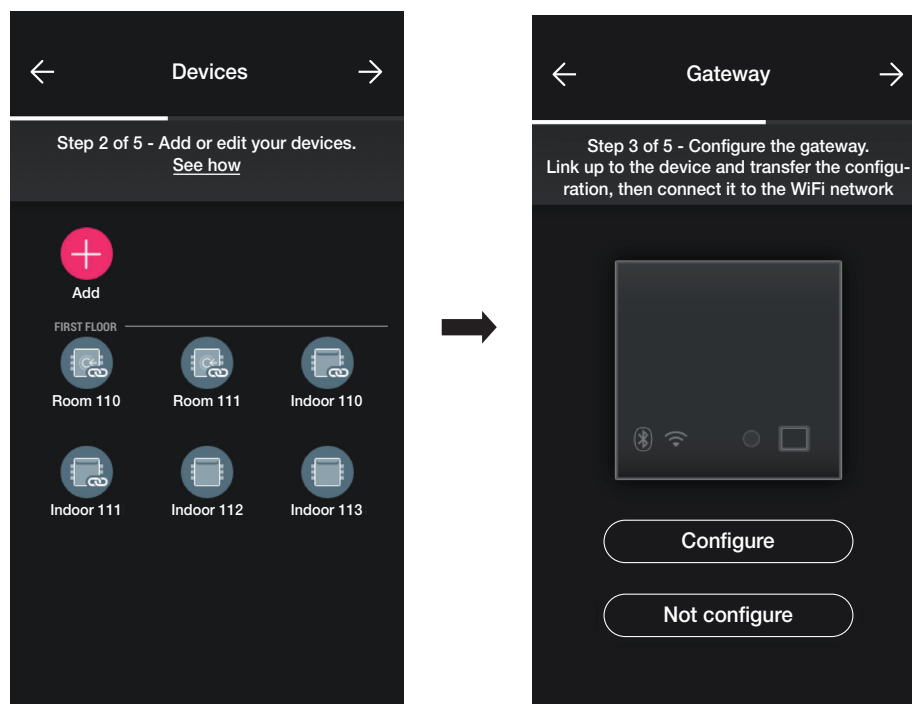 Devices
Step 2 of 5 - Add or edit your devices.
See how
Add
FIRST FLOOR
Room 110
Room 111
Indoor 110
Indoor 111
Indoor 112
Indoor 113
Gateway
Step 3 of 5 - Configure the gateway.
Link up to the device and transfer the configu-
ration, then connect it to the WiFi network
Configure
Not configure